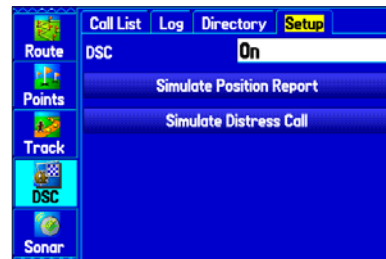 Call List Log Directory Setup
Route
DSC On
Simulate Position Report
Points
Simulate Distress Call
Track
DSC
Sonar